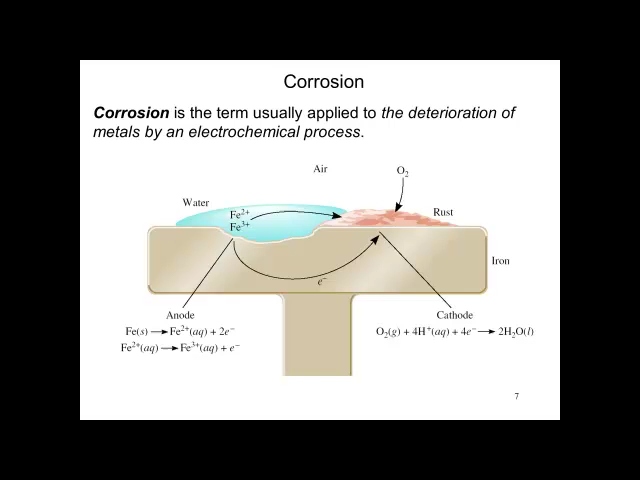 Corrosion
Corrosion is the term usually applied to the deterioration of
metals by an electrochemical process.
Air
O₂
Water
Fe²⁺
Rust
Fe³⁺
Iron
e⁻
Anode
Cathode
Fe(s) ⟶ Fe²⁺(aq) + 2e⁻
O₂(g) + 4H⁺(aq) + 4e⁻ ⟶ 2H₂O(l)
Fe²⁺(aq) ⟶ Fe³⁺(aq) + e⁻
7